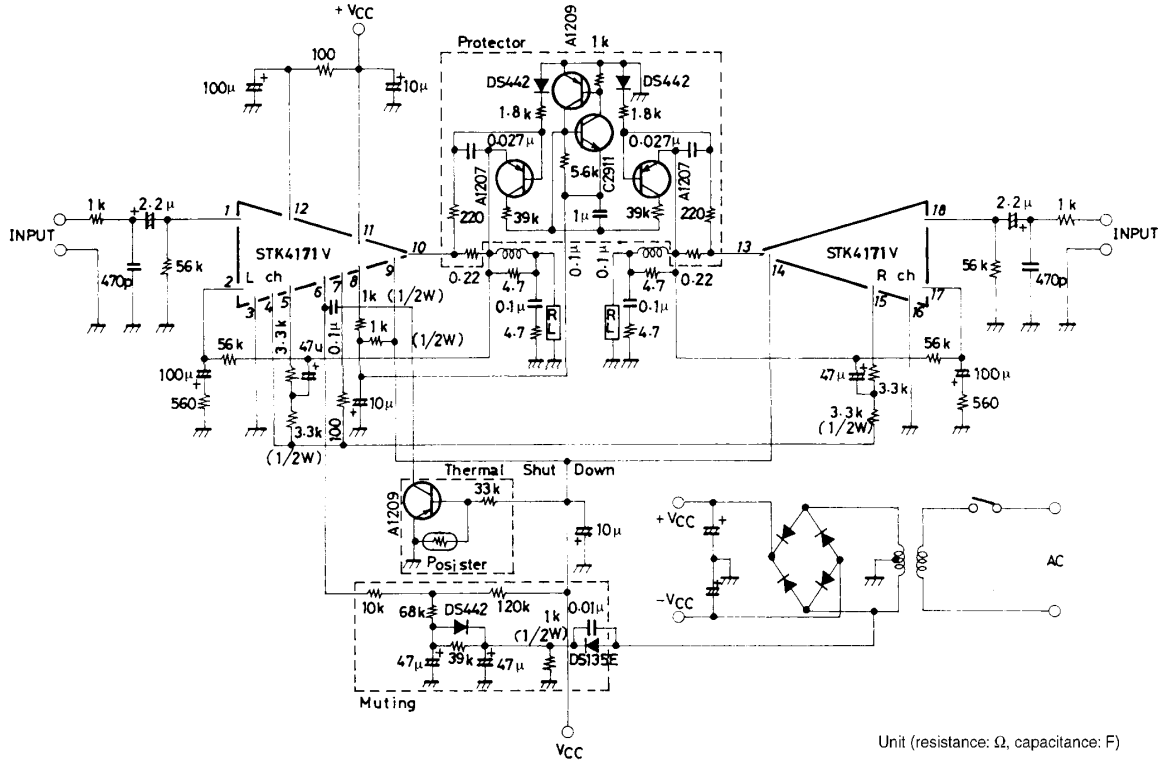 + VCC
100
100μ
+
10μ
+
Protector
A1209
1k
DS442
DS442
1.8k
1.8k
0.027μ
0.027μ
A1207
5.6k
C2911
A1207
220
39k
1μ
39k
220
INPUT
1k
2.2μ
+
470p
56k
1
12
11
10
STK4171V
L ch
2
3
4
5
6
7
8
9
0.22
4.7
0.1μ
4.7
RL
0.1μ
0.1μ
RL
4.7
0.1μ
4.7
0.22
13
14
STK4171V
R ch
18
15
16
17
56k
2.2μ
+
470p
1k
INPUT
1k
(1/2W)
1k
(1/2W)
0.1μ
3.3k
47μ
+
56k
100μ
+
560
3.3k
(1/2W)
100
10μ
+
56k
47μ
+
3.3k
100μ
+
560
3.3k
(1/2W)
Thermal Shut Down
A1209
33k
Posister
10μ
+
+VCC
+
+
-VCC
AC
10k
68k
DS442
120k
1k
(1/2W)
0.01μ
47μ
+
39k
+
47μ
DS135E
Muting
VCC
Unit (resistance: Ω, capacitance: F)